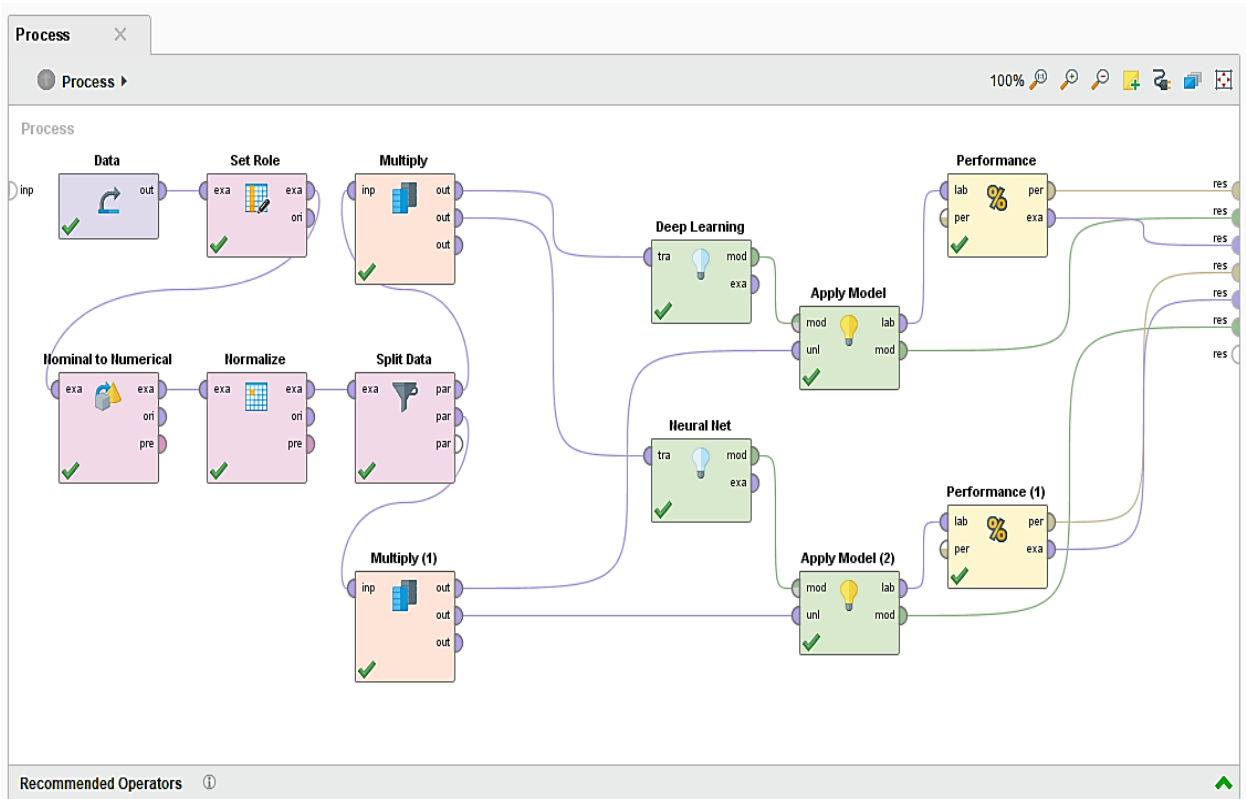 Process
Process
100%
Process
inp
Data
out
Set Role
exa exa
ori
Multiply
inp out
out
out
Performance
lab per
per exa
res
res
res
res
res
res
res
Deep Learning
tra mod
exa
Apply Model
mod lab
unl mod
Nominal to Numerical
exa exa
ori
pre
Normalize
exa exa
ori
pre
Split Data
exa par
par
par
Neural Net
tra mod
exa
Performance (1)
lab per
per exa
Multiply (1)
inp out
out
out
Apply Model (2)
mod lab
unl mod
Recommended Operators